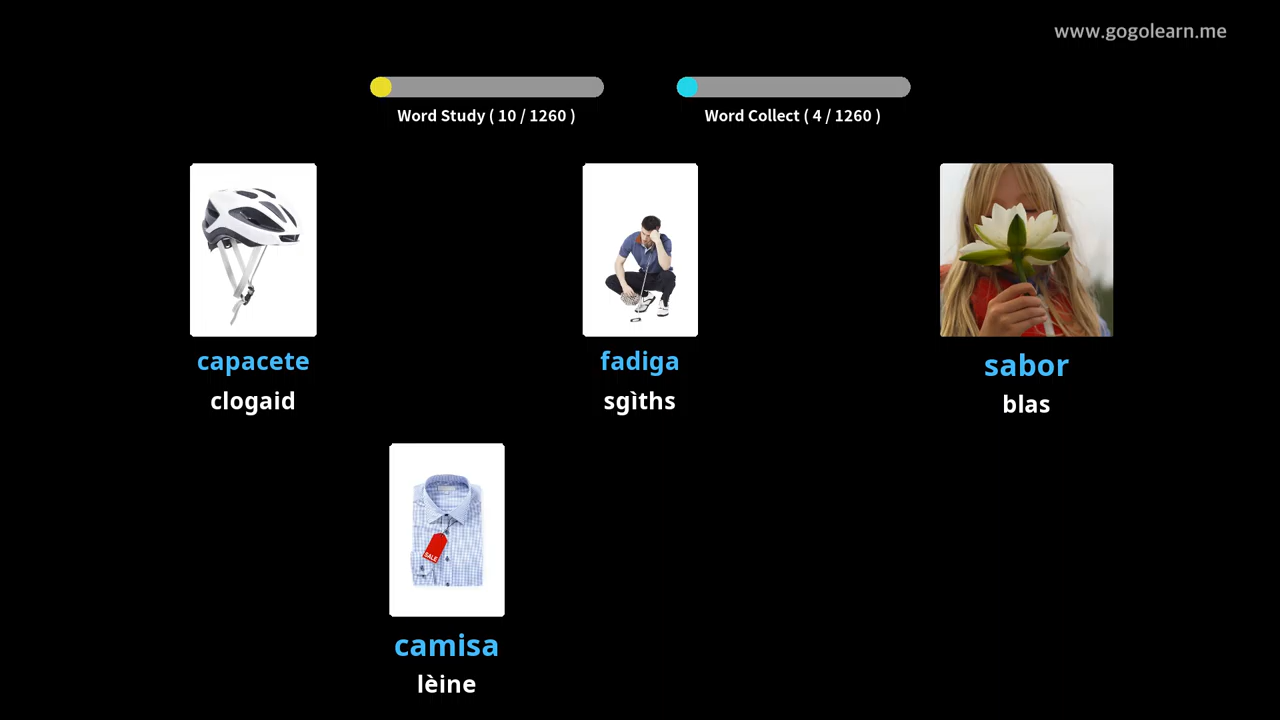 www.gogolearn.me
Word Study ( 10 / 1260 )
Word Collect ( 4 / 1260 )
capacete
clogaid
fadiga
sgìths
sabor
blas
SALE
camisa
lèine